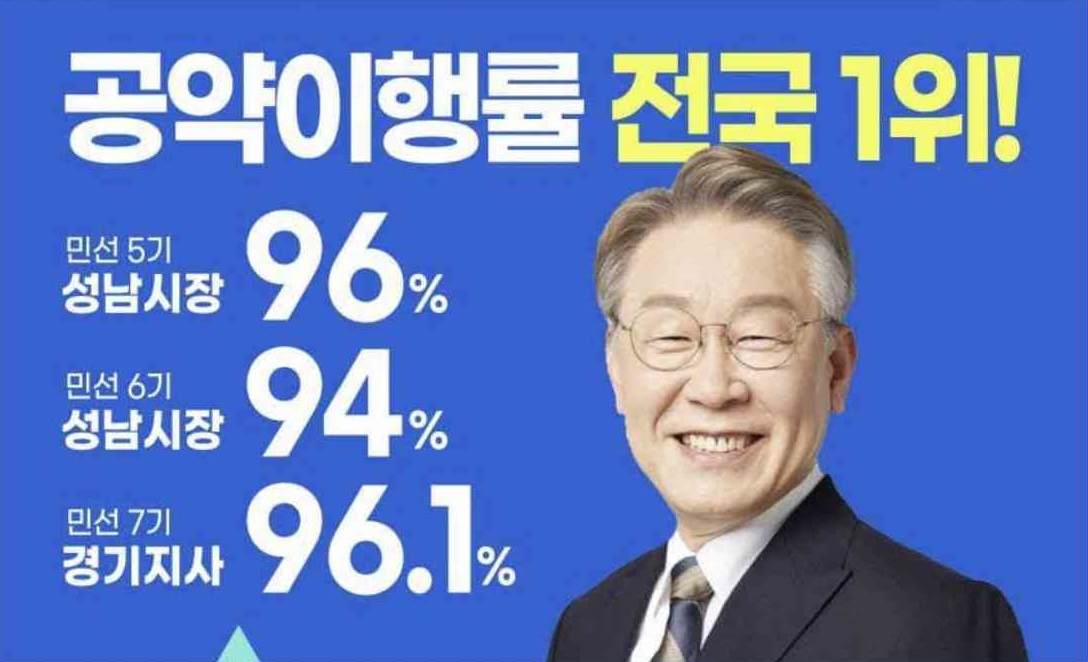 공약이행률 전국 1위!
민선 5기
성남시장 96%
민선 6기
성남시장 94%
민선 7기
경기지사 96.1%